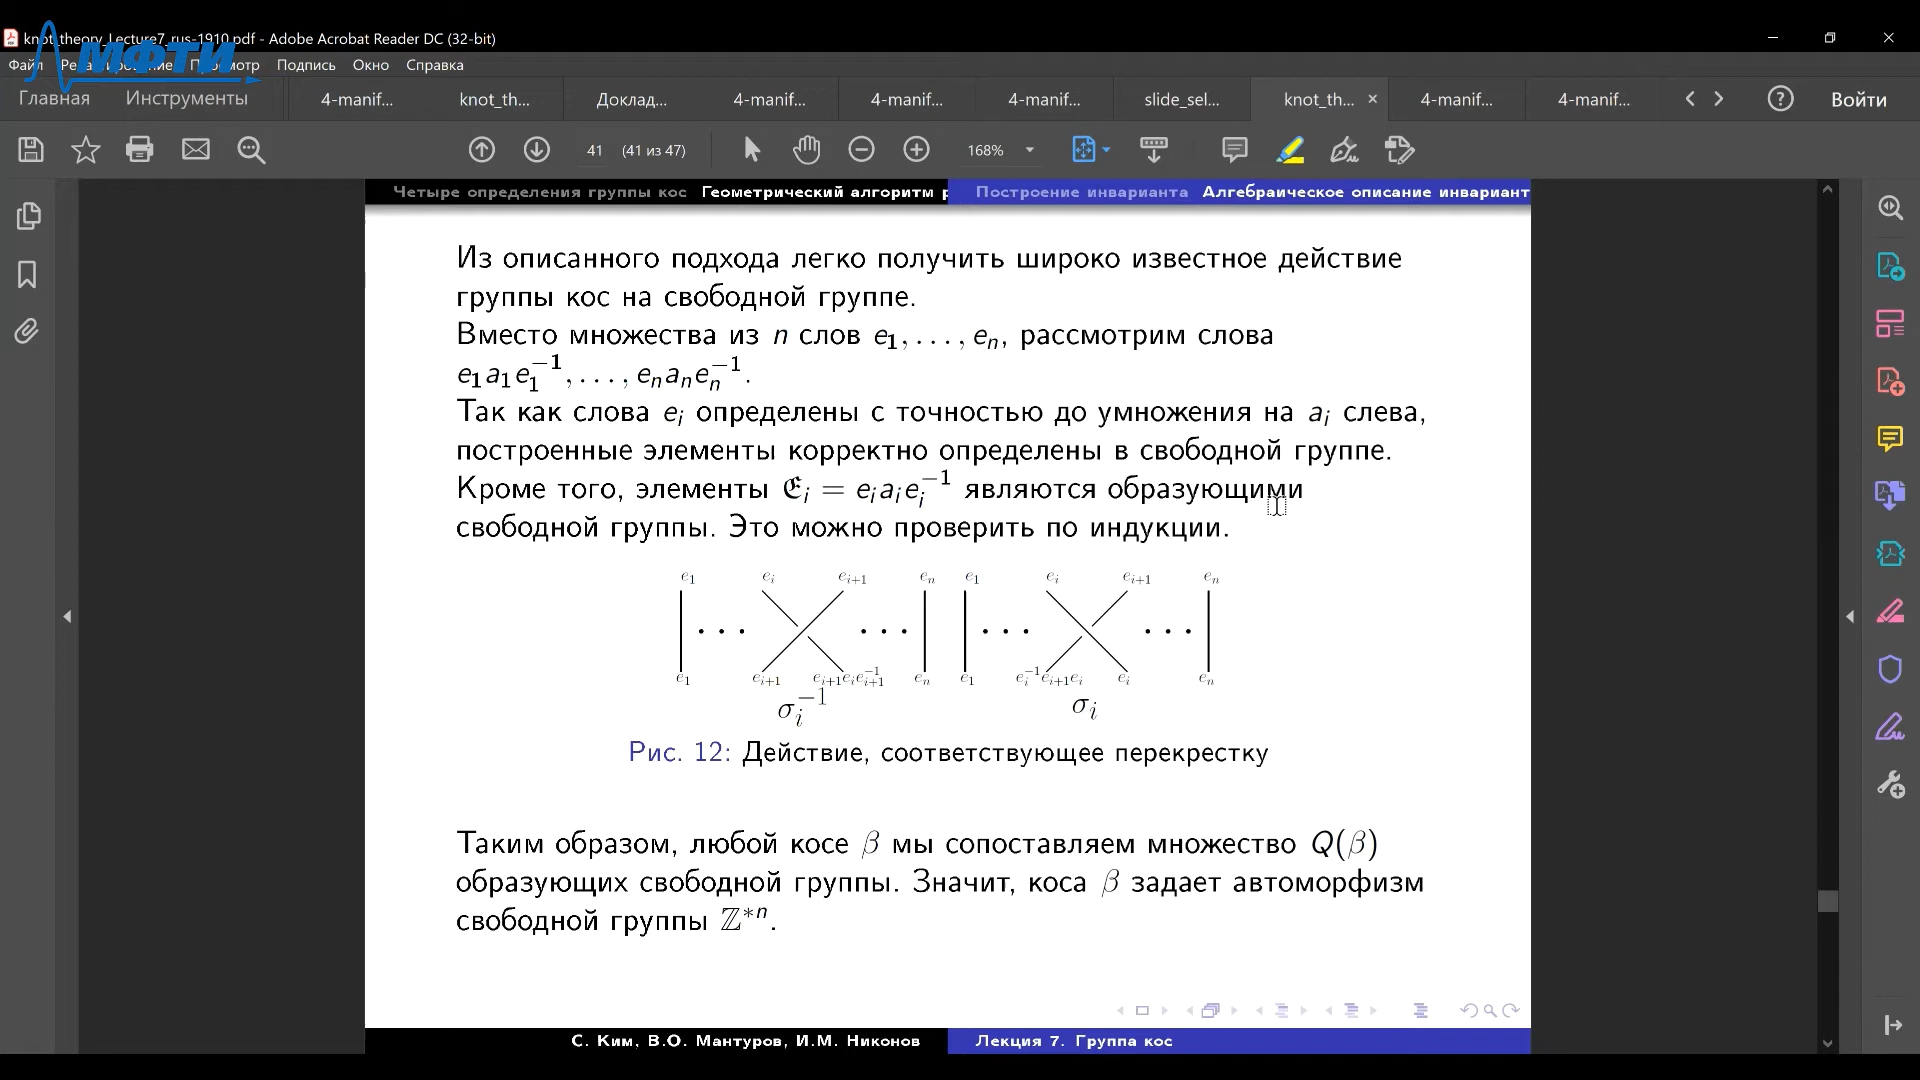 knot_theory_Lecture7_rus-1910.pdf - Adobe Acrobat Reader DC (32-bit)
МФТИ
Файл Редактирование Просмотр Подпись Окно Справка
Главная Инструменты 4-manif... knot_th... Доклад... 4-manif... 4-manif... 4-manif... slide_sel... knot_th... × 4-manif... 4-manif... Войти
41 (41 из 47) 168%
Четыре определения группы кос Геометрический алгоритм р Построение инварианта Алгебраическое описание инвариант
Из описанного подхода легко получить широко известное действие
группы кос на свободной группе.
Вместо множества из n слов e₁, . . . , eₙ, рассмотрим слова
e₁a₁e₁⁻¹, . . . , eₙaₙeₙ⁻¹.
Так как слова eᵢ определены с точностью до умножения на aᵢ слева,
построенные элементы корректно определены в свободной группе.
Кроме того, элементы 𝔈ᵢ = eᵢaᵢeᵢ⁻¹ являются образующими
свободной группы. Это можно проверить по индукции.
e₁ eᵢ eᵢ₊₁ eₙ e₁ eᵢ eᵢ₊₁ eₙ
e₁ eᵢ₊₁ eᵢ₊₁eᵢeᵢ₊₁⁻¹ eₙ e₁ eᵢ⁻¹eᵢ₊₁eᵢ eᵢ eₙ
σᵢ⁻¹ σᵢ
Рис. 12: Действие, соответствующее перекрестку
Таким образом, любой косе β мы сопоставляем множество Q(β)
образующих свободной группы. Значит, коса β задает автоморфизм
свободной группы ℤ*ⁿ.
С. Ким, В.О. Мантуров, И.М. Никонов Лекция 7. Группа кос